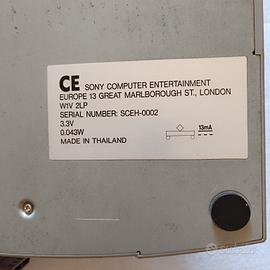 CE SONY COMPUTER ENTERTAINMENT
EUROPE 13 GREAT MARLBOROUGH ST., LONDON
W1V 2LP
SERIAL NUMBER: SCEH-0002
3.3V
0.043W
MADE IN THAILAND
13mA
subito